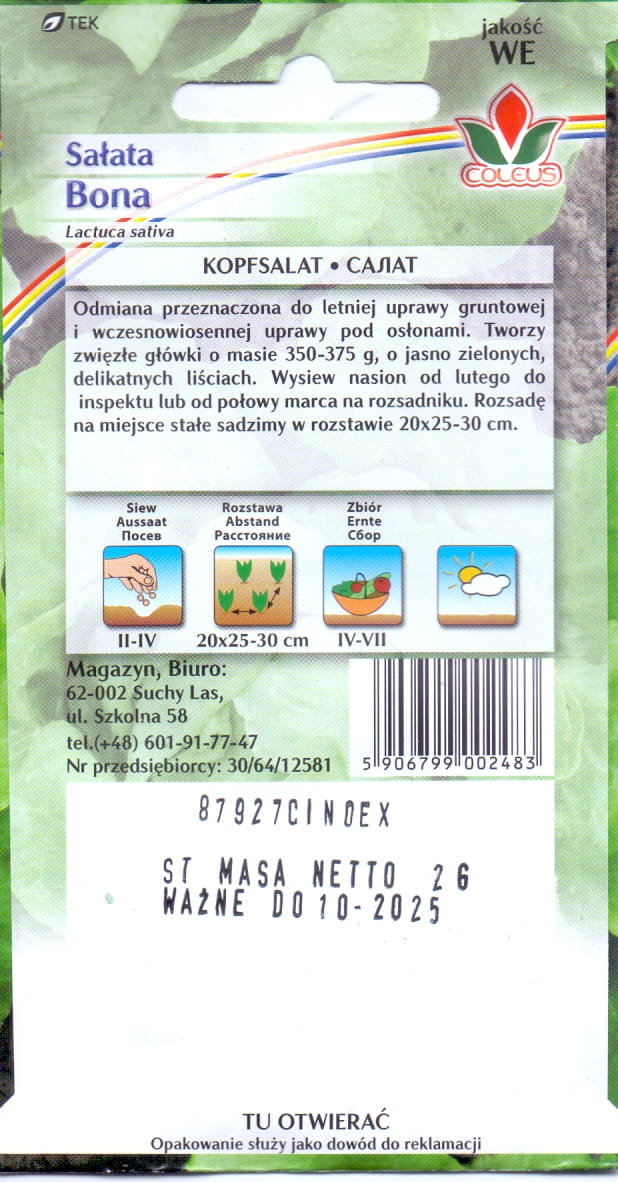 TEK
jakość
WE
COLEUS
Sałata
Bona
Lactuca sativa
KOPFSALAT • САЛАТ
Odmiana przeznaczona do letniej uprawy gruntowej
i wczesnowiosennej uprawy pod osłonami. Tworzy
zwięzłe główki o masie 350-375 g, o jasno zielonych,
delikatnych liściach. Wysiew nasion od lutego do
inspektu lub od połowy marca na rozsadniku. Rozsadę
na miejsce stałe sadzimy w rozstawie 20x25-30 cm.
Siew Rozstawa Zbiór
Aussaat Abstand Ernte
Посев Расстояние Сбор
II-IV 20x25-30 cm IV-VII
Magazyn, Biuro:
62-002 Suchy Las,
ul. Szkolna 58
tel.(+48) 601-91-77-47
Nr przedsiębiorcy: 30/64/12581
5 906799 002483
87927CINDEX
ST MASA NETTO 2G
WAŻNE DO 10-2025
TU OTWIERAĆ
Opakowanie służy jako dowód do reklamacji